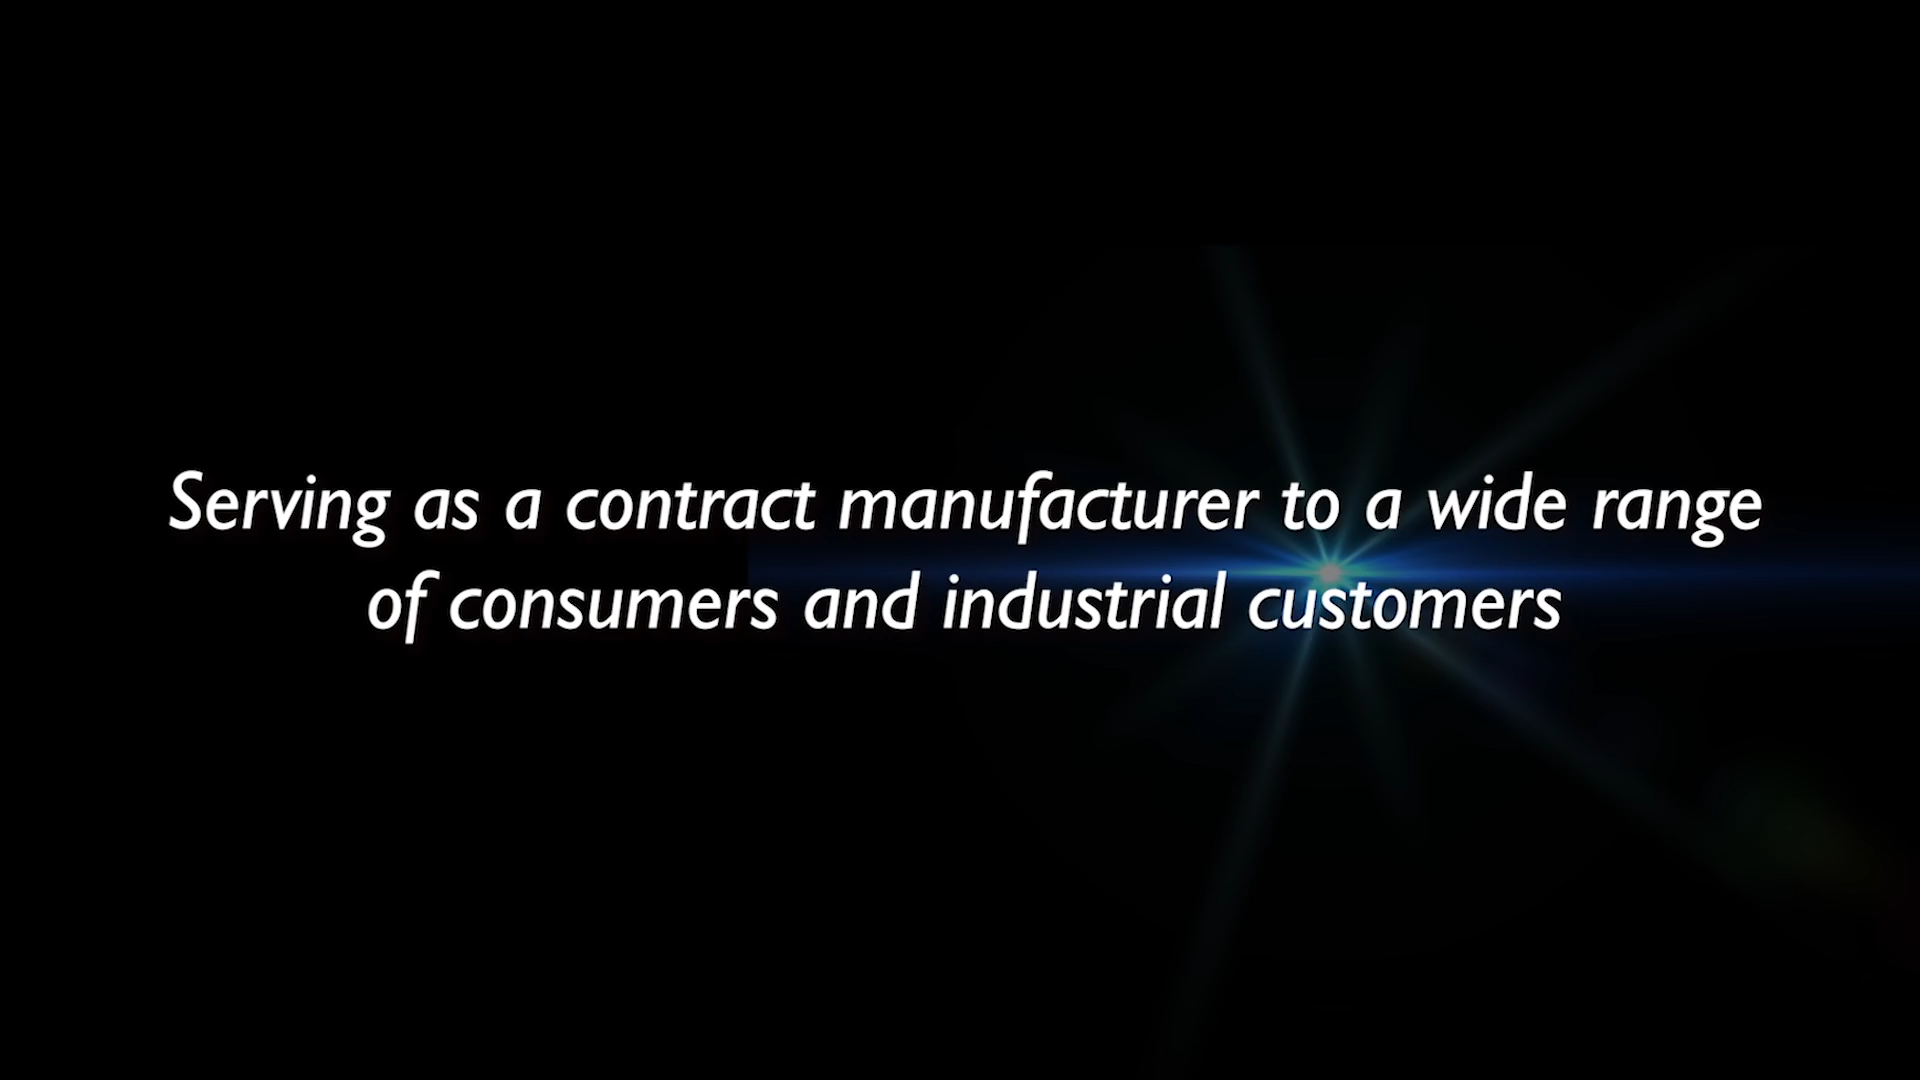 Serving as a contract manufacturer to a wide range
of consumers and industrial customers